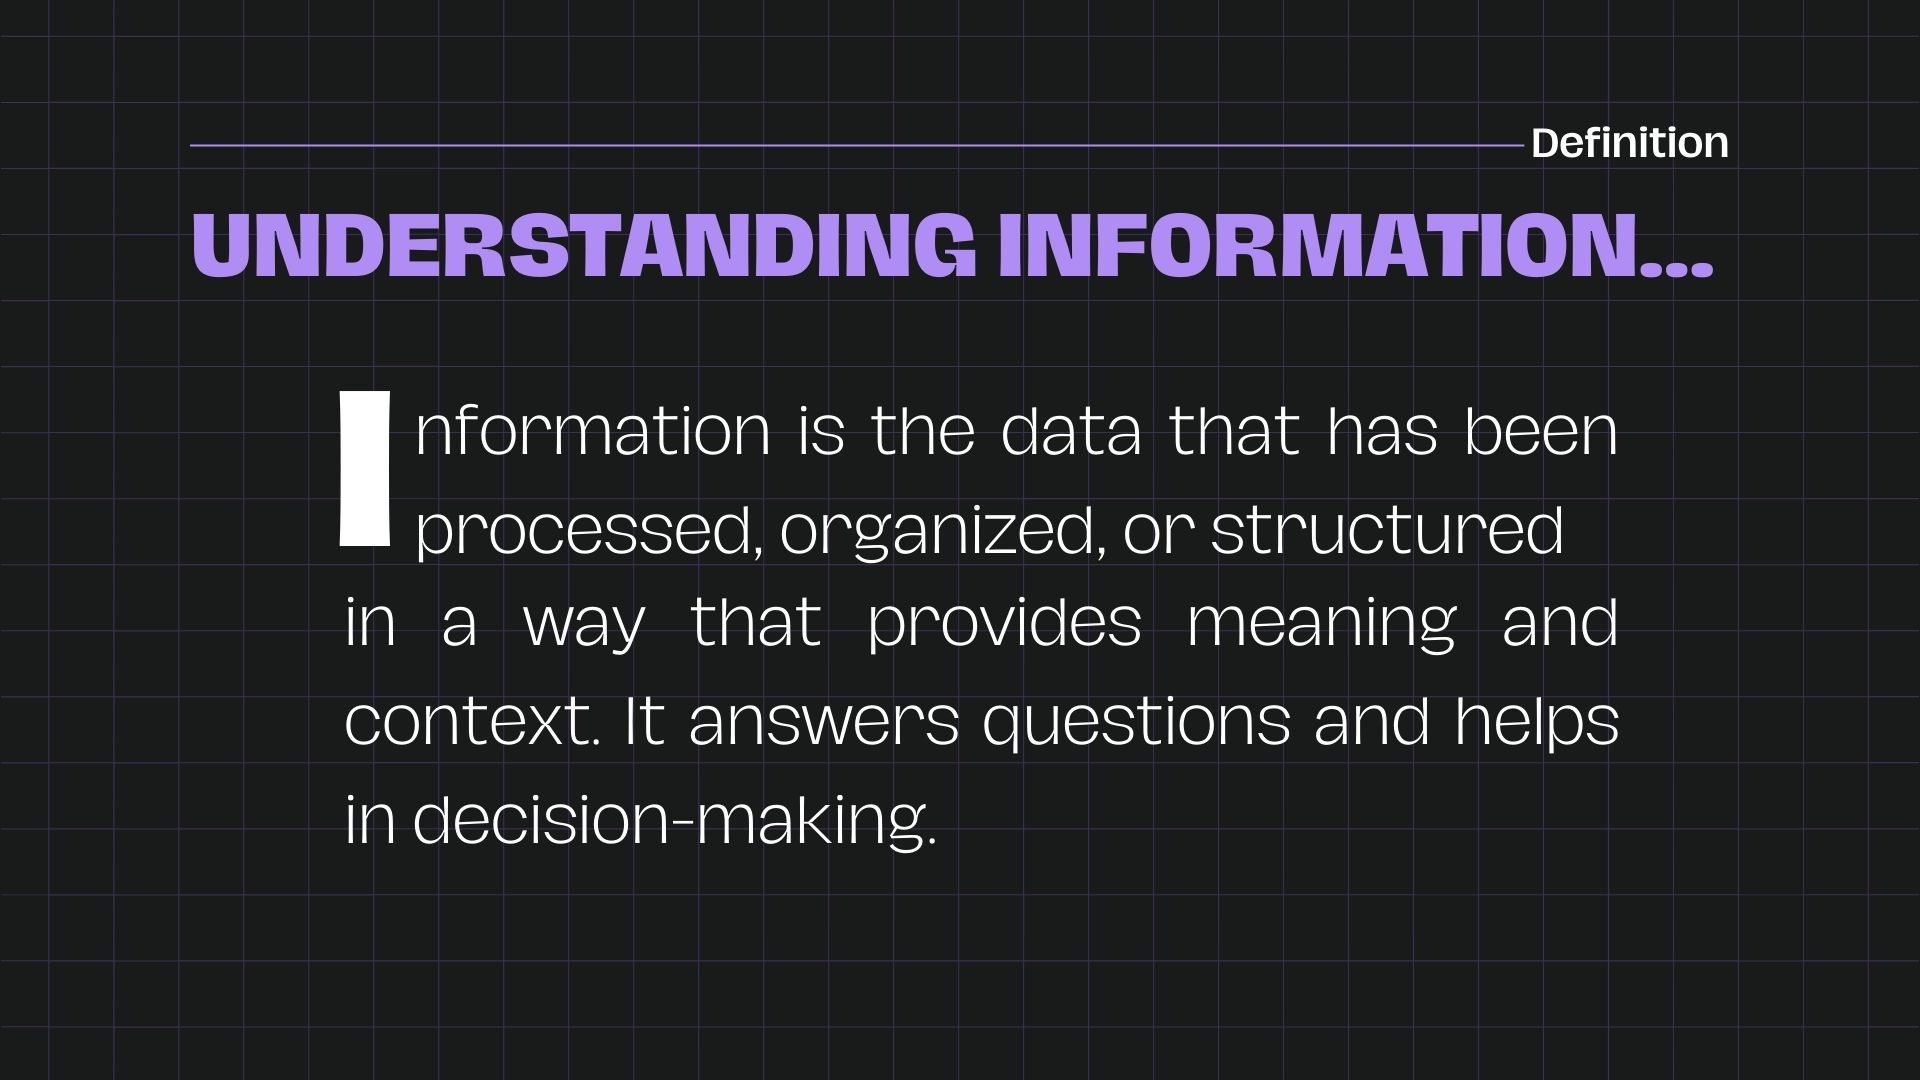 Definition
UNDERSTANDING INFORMATION...
Information is the data that has been
processed, organized, or structured
in a way that provides meaning and
context. It answers questions and helps
in decision-making.